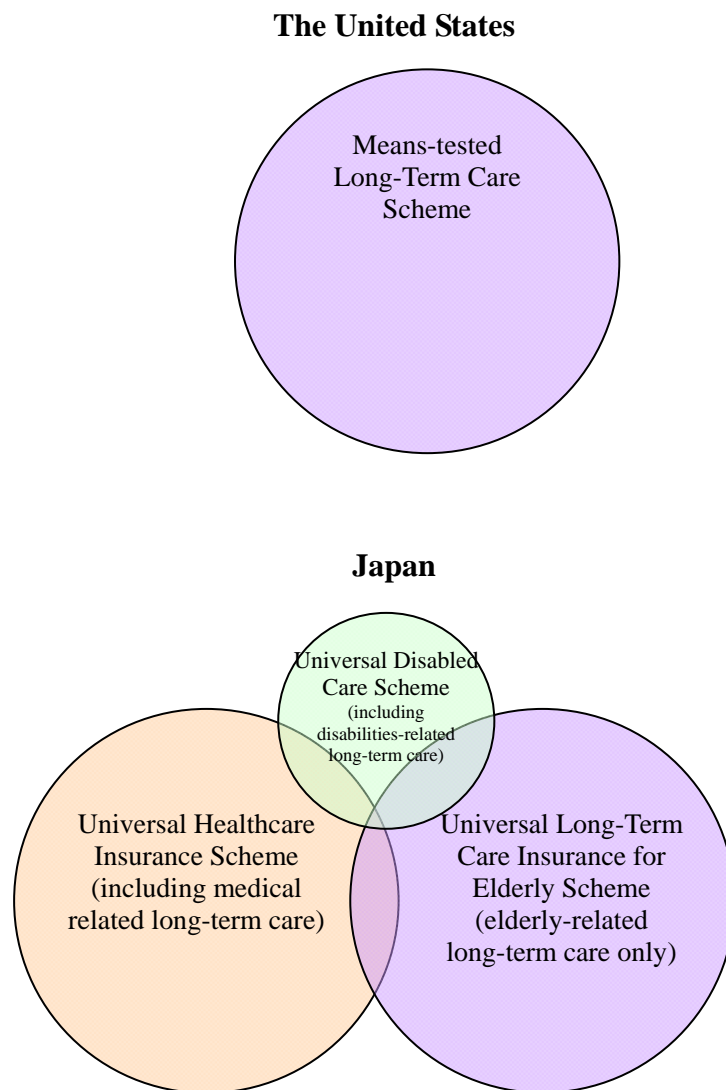 The United States
Means-tested
Long-Term Care
Scheme
Japan
Universal Disabled
Care Scheme
(including
disabilities-related
long-term care)
Universal Healthcare
Insurance Scheme
(including medical
related long-term care)
Universal Long-Term
Care Insurance for
Elderly Scheme
(elderly-related
long-term care only)